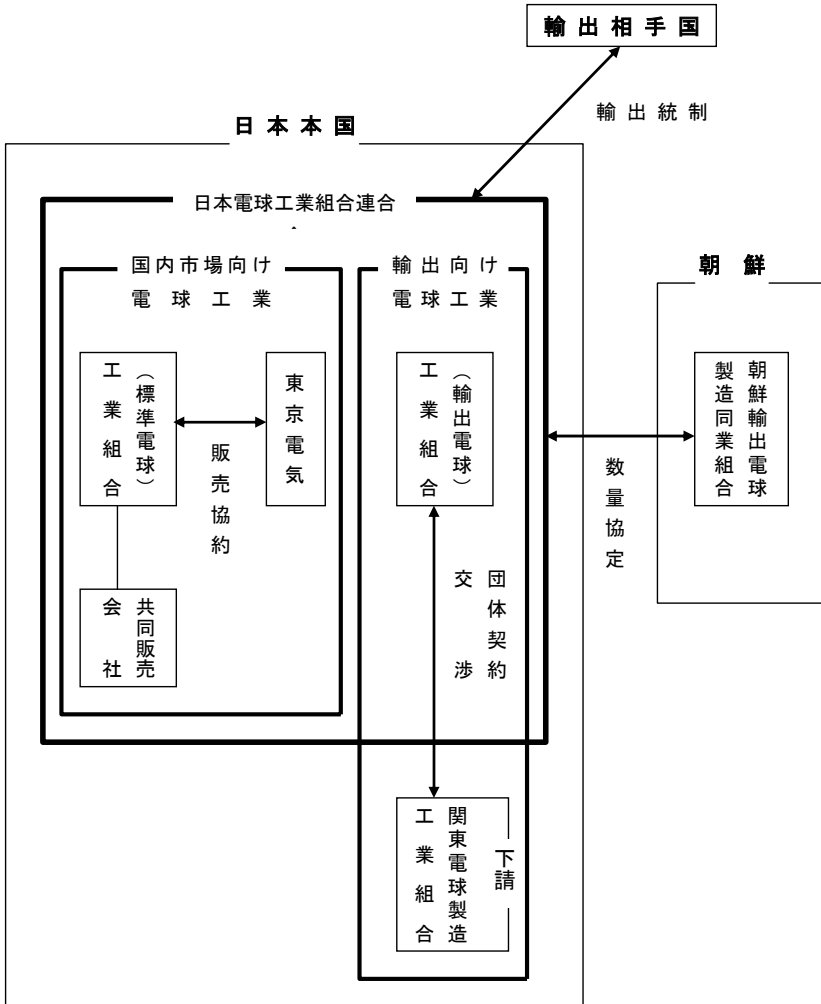 輸出相手国
輸出統制
日本本国
日本電球工業組合連合
国内市場向け
電球工業
輸出向け
電球工業
朝鮮
（標準電球）
工業組合
東京電気
販売協約
共同販売
会社
（輸出電球）
工業組合
団体契約
交渉
数量協定
朝鮮輸出電球
製造同業組合
関東電球製造
工業組合
下請